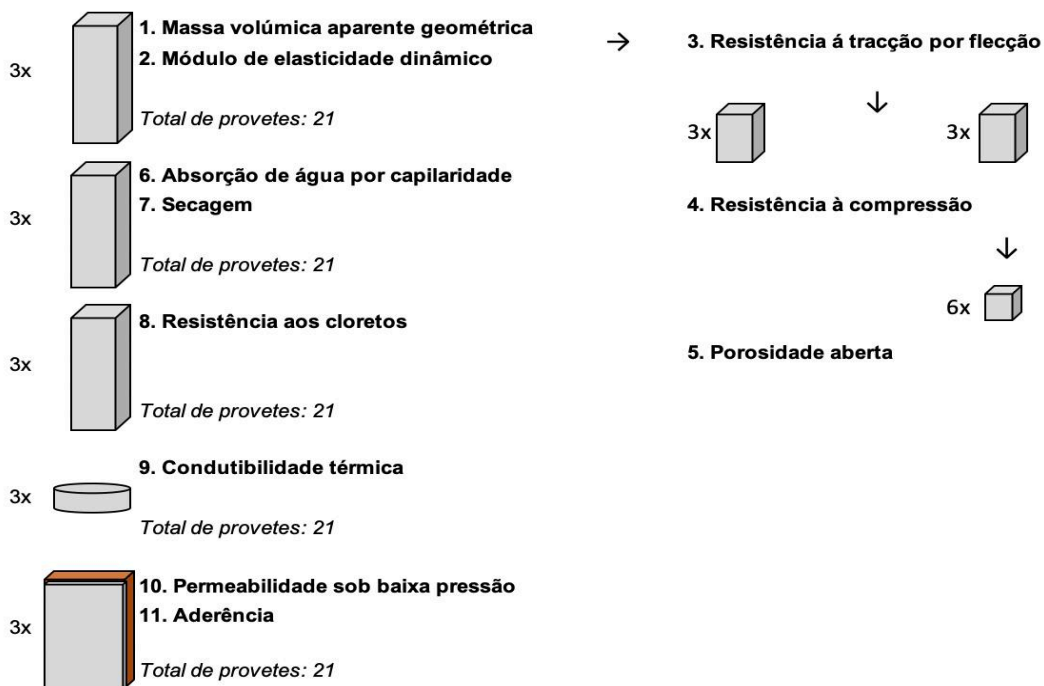 3x
1. Massa volúmica aparente geométrica
2. Módulo de elasticidade dinâmico
Total de provetes: 21
→
3. Resistência á tracção por flecção
↓
3x
3x
4. Resistência à compressão
↓
6x
5. Porosidade aberta
3x
6. Absorção de água por capilaridade
7. Secagem
Total de provetes: 21
3x
8. Resistência aos cloretos
Total de provetes: 21
3x
9. Condutibilidade térmica
Total de provetes: 21
3x
10. Permeabilidade sob baixa pressão
11. Aderência
Total de provetes: 21